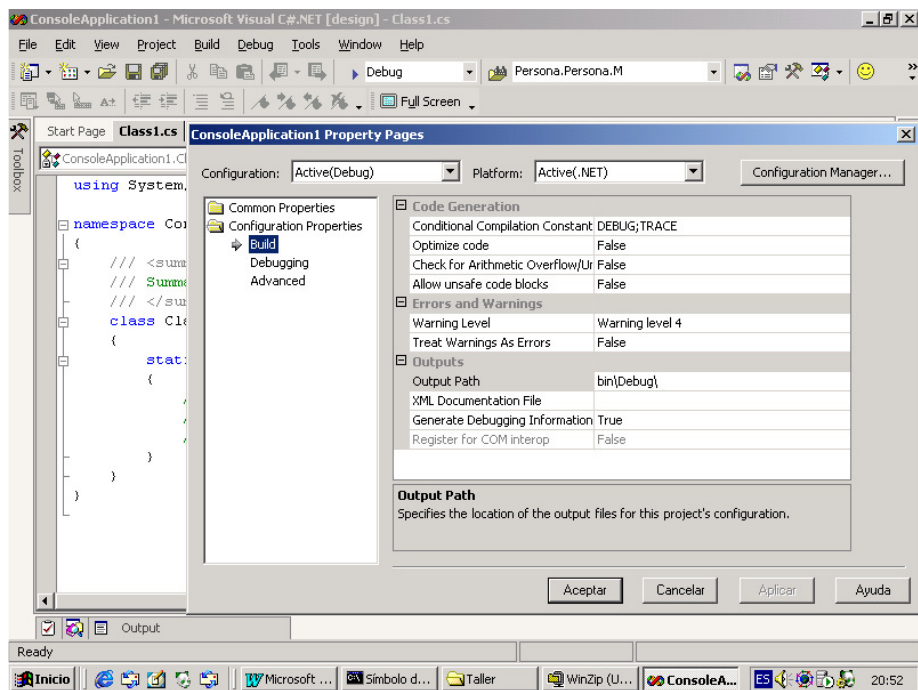 ConsoleApplication1 - Microsoft Visual C#.NET [design] - Class1.cs
File Edit View Project Build Debug Tools Window Help
Debug Persona.Persona.M
Full Screen
Toolbox
Start Page Class1.cs
ConsoleApplication1.Cl
using System
namespace Co
{
/// <summ
/// Summ
/// </su
class Cl
{
stat
{
/
/
/
}
}
}
ConsoleApplication1 Property Pages
Configuration: Active(Debug) Platform: Active(.NET) Configuration Manager...
Common Properties
Configuration Properties
Build
Debugging
Advanced
Code Generation
Conditional Compilation Constant DEBUG;TRACE
Optimize code False
Check for Arithmetic Overflow/Ur False
Allow unsafe code blocks False
Errors and Warnings
Warning Level Warning level 4
Treat Warnings As Errors False
Outputs
Output Path bin\Debug\
XML Documentation File
Generate Debugging Information True
Register for COM interop False
Output Path
Specifies the location of the output files for this project's configuration.
Aceptar Cancelar Aplicar Ayuda
Output
Ready
Inicio Microsoft ... Símbolo d... Taller WinZip (U... ConsoleA... ES 20:52